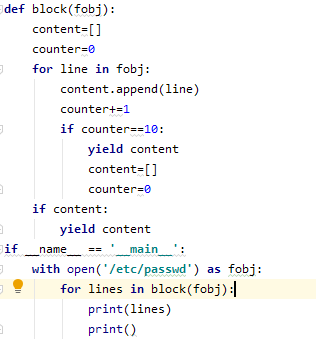 def block(fobj):
    content=[]
    counter=0
    for line in fobj:
        content.append(line)
        counter+=1
        if counter==10:
            yield content
            content=[]
            counter=0
    if content:
        yield content
if __name__ == '__main__':
    with open('/etc/passwd') as fobj:
        for lines in block(fobj):
            print(lines)
            print()